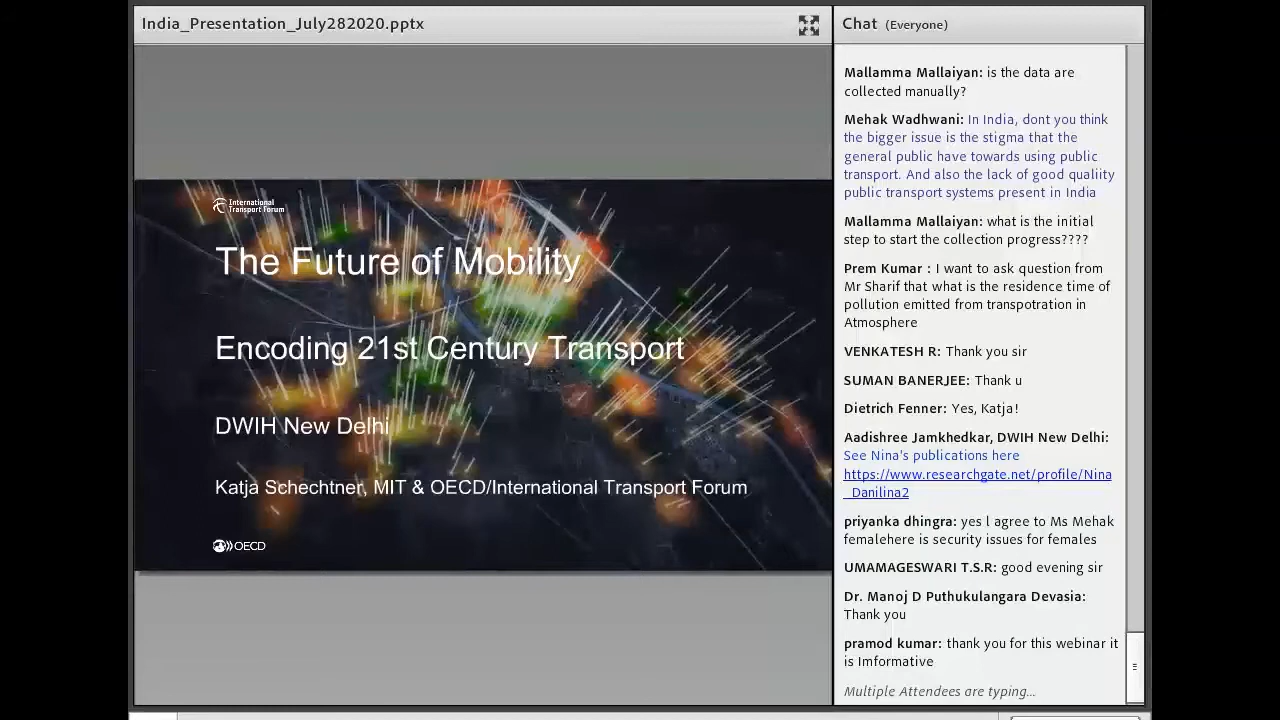 India_Presentation_July282020.pptx
International
Transport Forum
The Future of Mobility
Encoding 21st Century Transport
DWIH New Delhi
Katja Schechtner, MIT & OECD/International Transport Forum
OECD
Chat (Everyone)
Mallamma Mallaiyan: is the data are
collected manually?
Mehak Wadhwani: In India, dont you think
the bigger issue is the stigma that the
general public have towards using public
transport. And also the lack of good qualiity
public transport systems present in India
Mallamma Mallaiyan: what is the initial
step to start the collection progress????
Prem Kumar : I want to ask question from
Mr Sharif that what is the residence time of
pollution emitted from transpotration in
Atmosphere
VENKATESH R: Thank you sir
SUMAN BANERJEE: Thank u
Dietrich Fenner: Yes, Katja!
Aadishree Jamkhedkar, DWIH New Delhi:
See Nina's publications here
https://www.researchgate.net/profile/Nina
_Danilina2
priyanka dhingra: yes l agree to Ms Mehak
femalehere is security issues for females
UMAMAGESWARI T.S.R: good evening sir
Dr. Manoj D Puthukulangara Devasia:
Thank you
pramod kumar: thank you for this webinar it
is Imformative
Multiple Attendees are typing...